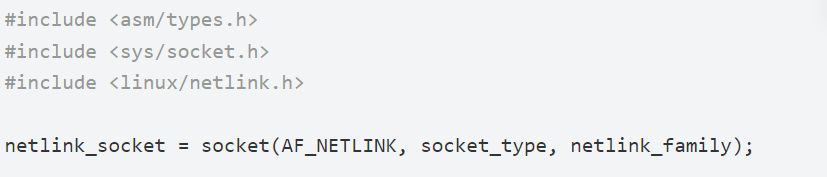 #include <asm/types.h>
#include <sys/socket.h>
#include <linux/netlink.h>
netlink_socket = socket(AF_NETLINK, socket_type, netlink_family);